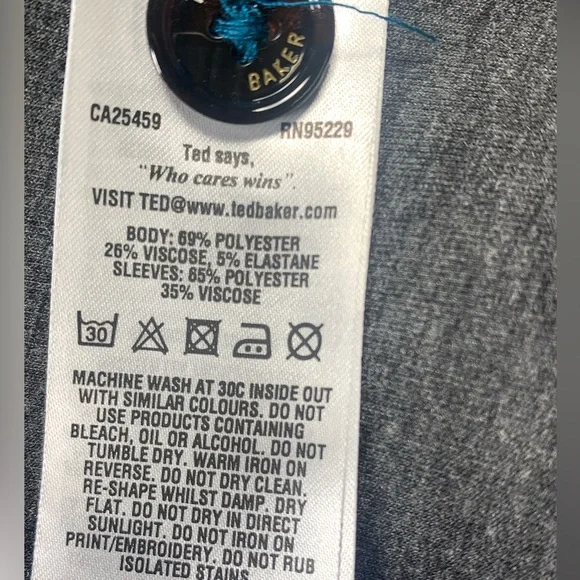 BAKER
CA25459 RN95229
Ted says,
"Who cares wins".
VISIT TED@www.tedbaker.com
BODY: 69% POLYESTER
26% VISCOSE, 5% ELASTANE
SLEEVES: 65% POLYESTER
35% VISCOSE
30
MACHINE WASH AT 30C INSIDE OUT
WITH SIMILAR COLOURS. DO NOT
USE PRODUCTS CONTAINING
BLEACH, OIL OR ALCOHOL. DO NOT
TUMBLE DRY. WARM IRON ON
REVERSE. DO NOT DRY CLEAN.
RE-SHAPE WHILST DAMP. DRY
FLAT. DO NOT DRY IN DIRECT
SUNLIGHT. DO NOT IRON ON
PRINT/EMBROIDERY. DO NOT RUB
ISOLATED STAINS